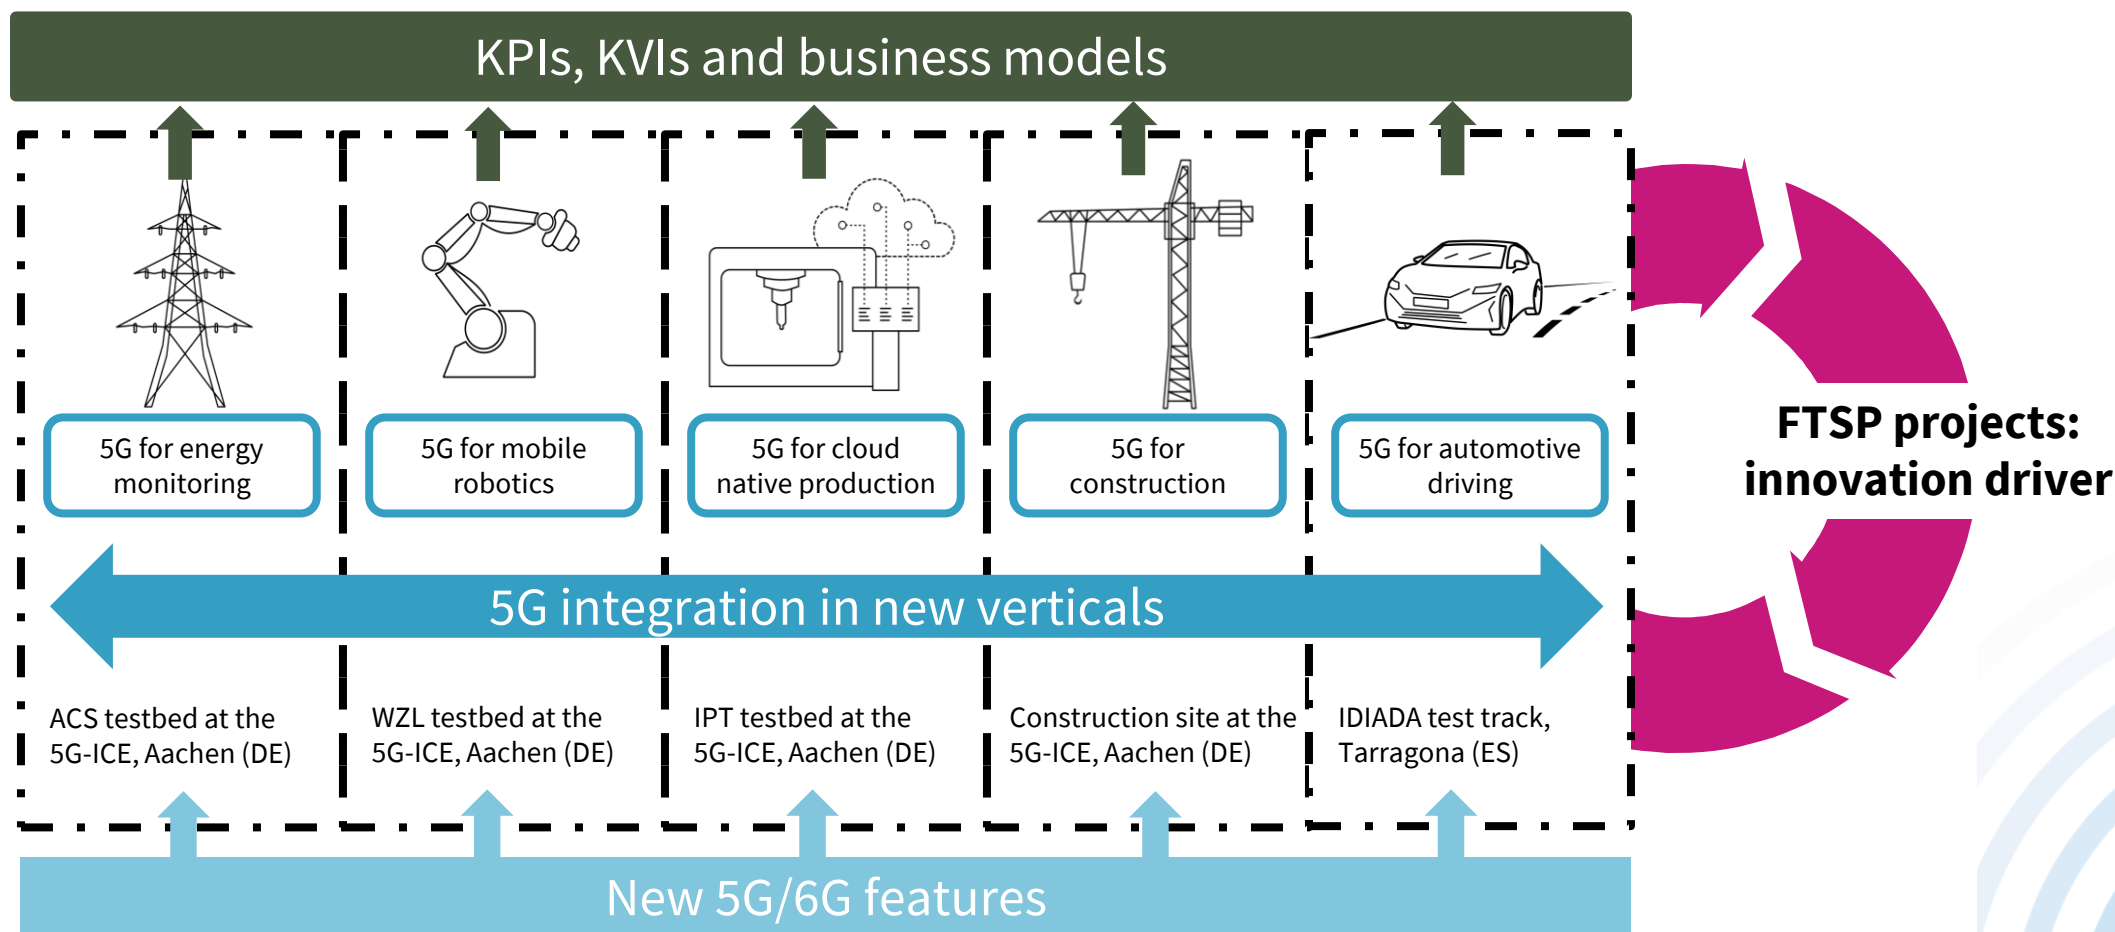 KPIs, KVIs and business models
5G for energy
monitoring
5G for mobile
robotics
5G for cloud
native production
5G for
construction
5G for automotive
driving
FTSP projects:
innovation driver
5G integration in new verticals
ACS testbed at the
5G-ICE, Aachen (DE)
WZL testbed at the
5G-ICE, Aachen (DE)
IPT testbed at the
5G-ICE, Aachen (DE)
Construction site at the
5G-ICE, Aachen (DE)
IDIADA test track,
Tarragona (ES)
New 5G/6G features